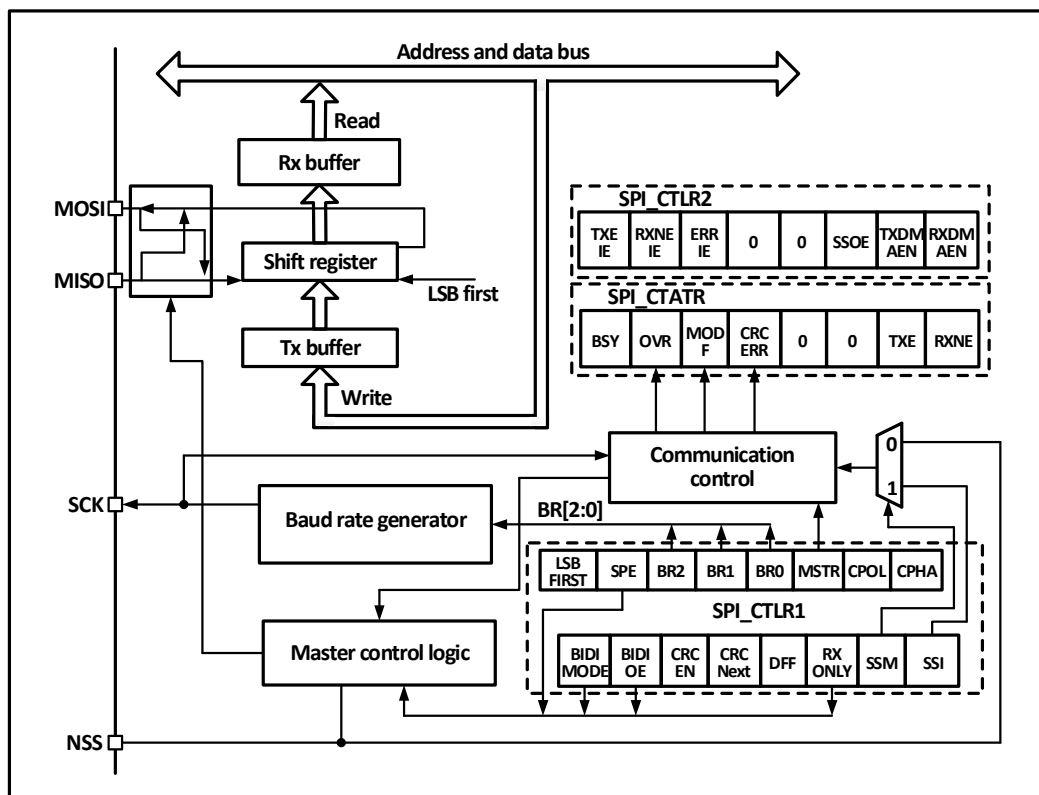 Address and data bus
Read
Rx buffer
MOSI
SPI_CTLR2
TXE
IE
RXNE
IE
ERR
IE
0
0
SSOE
TXDM
AEN
RXDM
AEN
Shift register
MISO
LSB first
SPI_CTATR
BSY
OVR
MOD
F
CRC
ERR
0
0
TXE
RXNE
Tx buffer
Write
Communication
control
0
1
SCK
Baud rate generator
BR[2:0]
LSB
FIRST
SPE
BR2
BR1
BR0
MSTR
CPOL
CPHA
SPI_CTLR1
Master control logic
BIDI
MODE
BIDI
OE
CRC
EN
CRC
Next
DFF
RX
ONLY
SSM
SSI
NSS